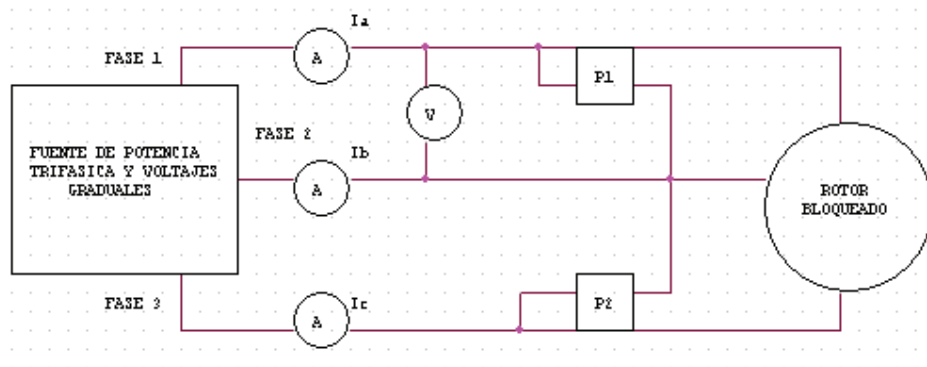 Ia
FASE 1
A
P1
V
FASE 2
FUENTE DE POTENCIA
TRIFASICA Y VOLTAJES
GRADUALES
Ib
A
ROTOR
BLOQUEADO
FASE 3
Ic
A
P2